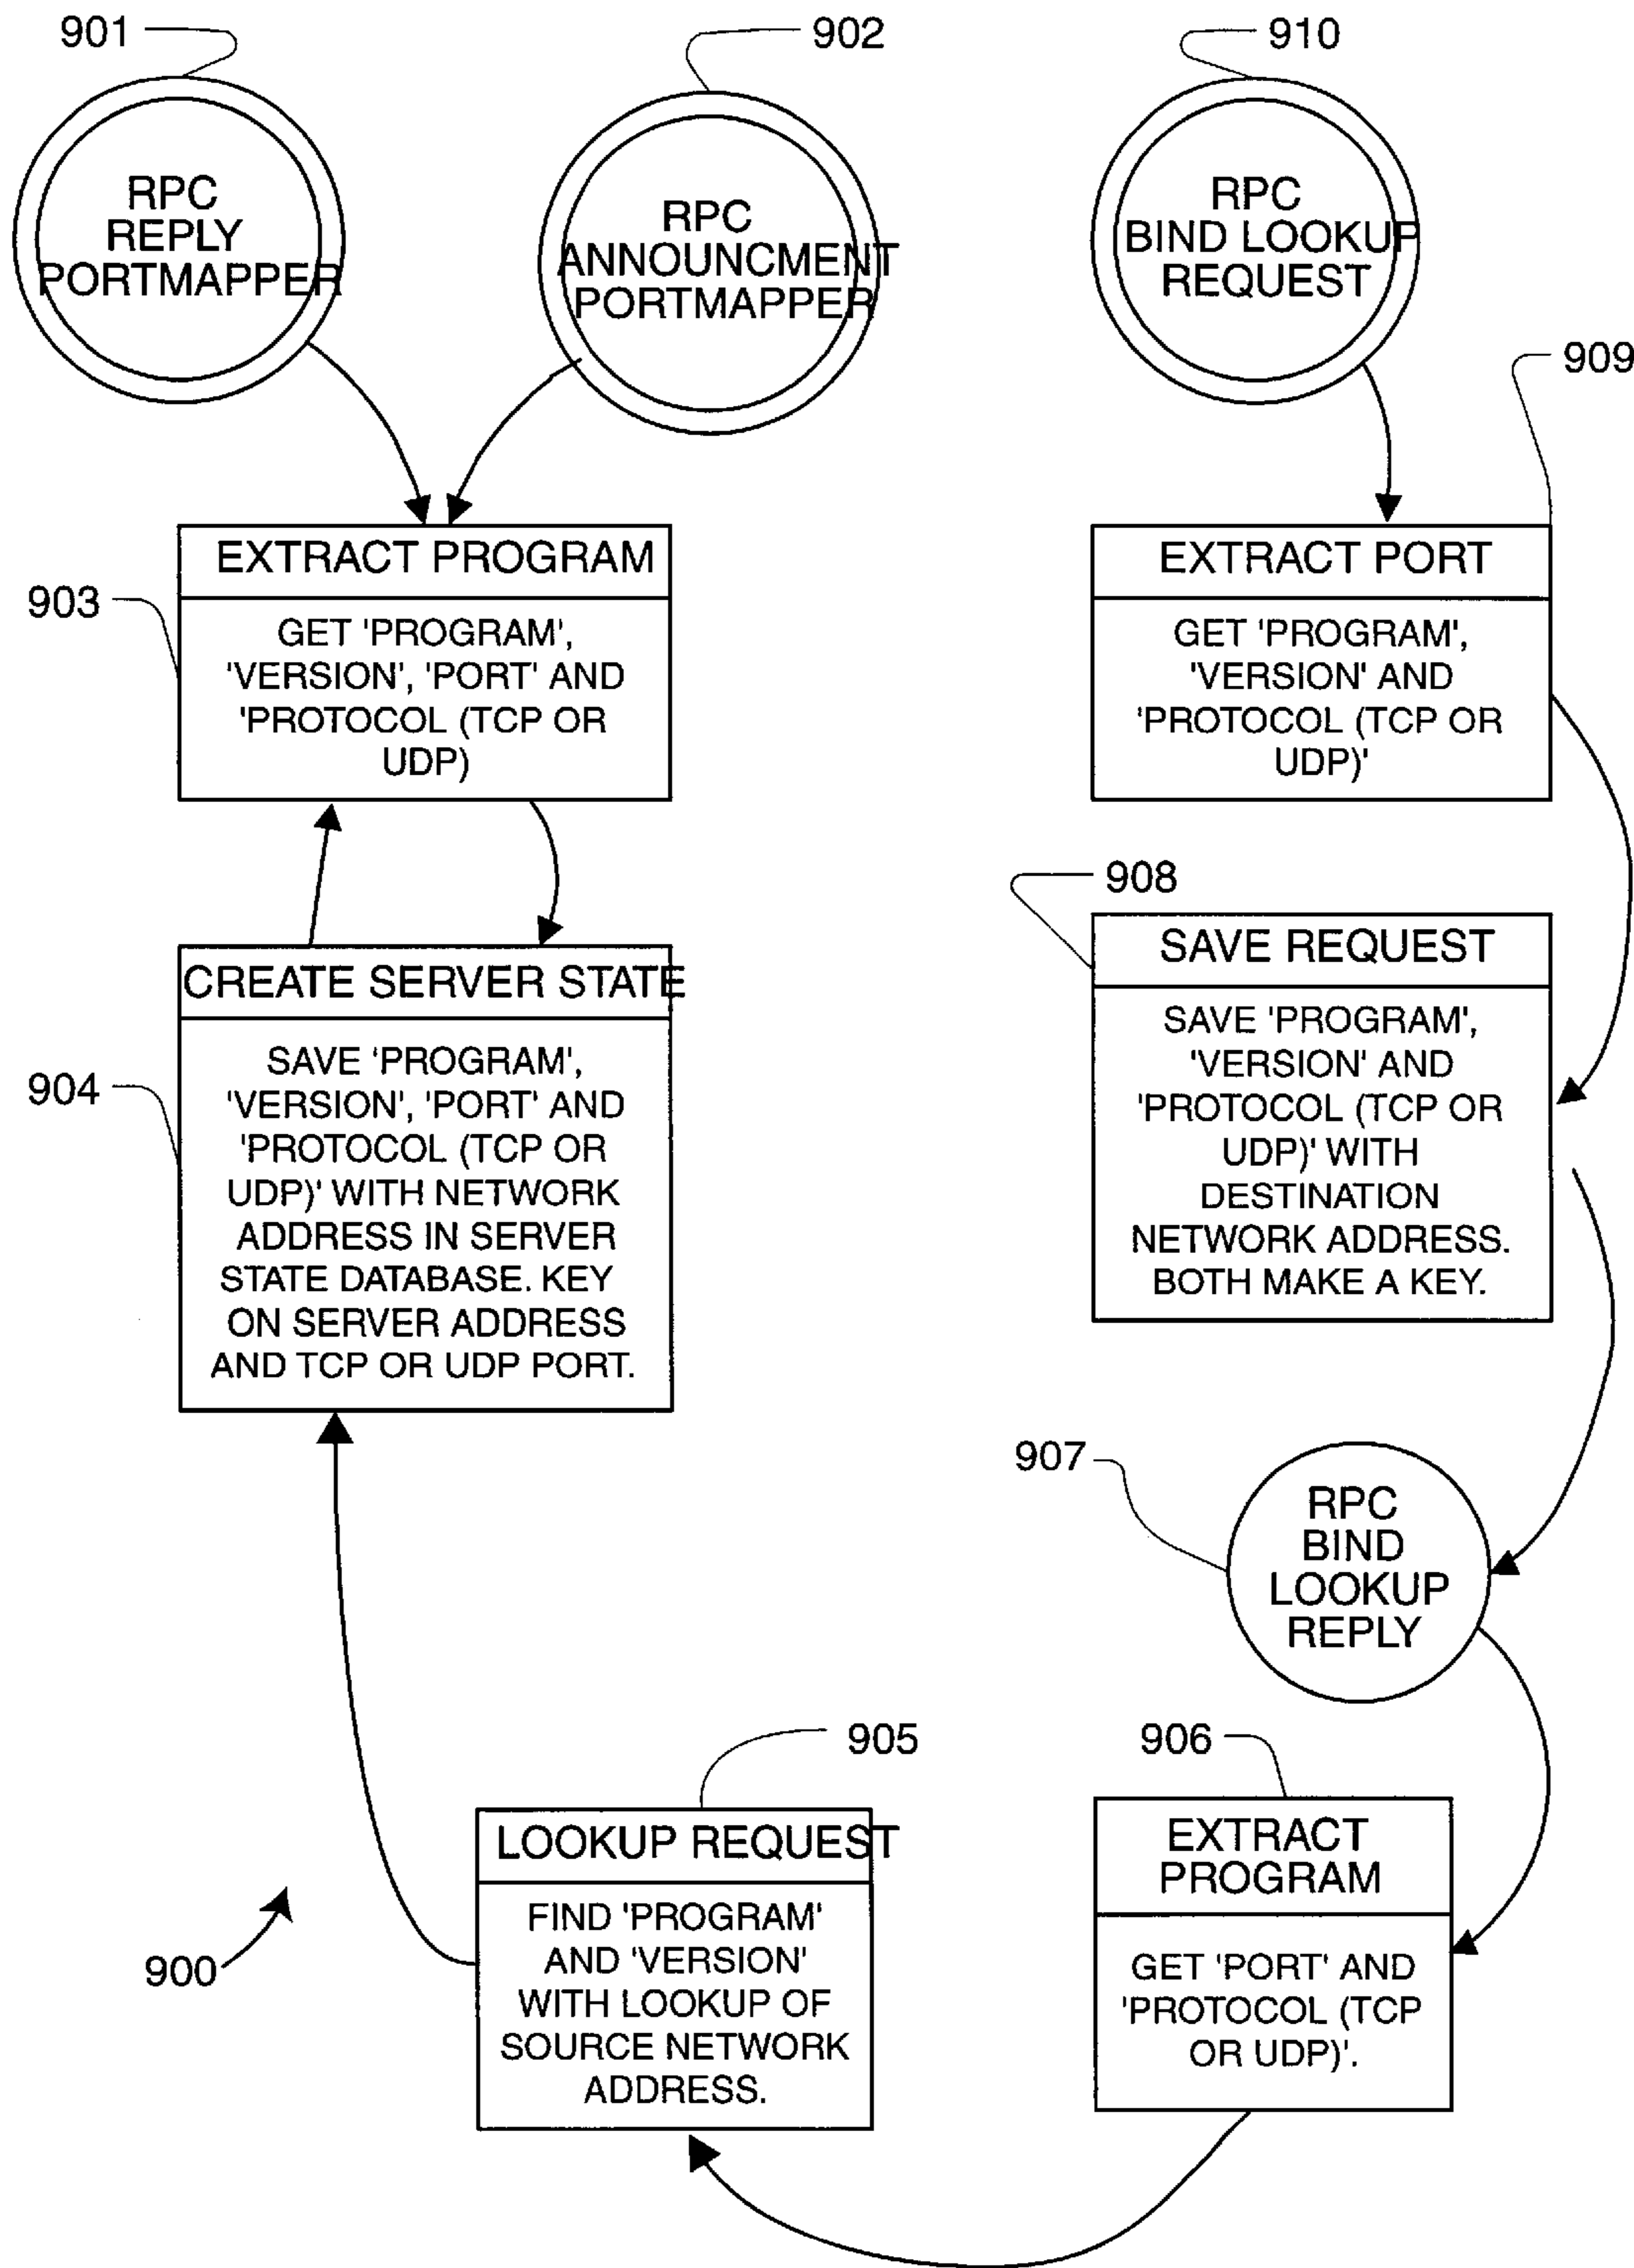 901
902
910
RPC
REPLY
PORTMAPPER
RPC
ANNOUNCMENT
PORTMAPPER
RPC
BIND LOOKUP
REQUEST
909
EXTRACT PROGRAM
903
GET 'PROGRAM',
'VERSION', 'PORT' AND
'PROTOCOL (TCP OR
UDP)
EXTRACT PORT
GET 'PROGRAM',
'VERSION' AND
'PROTOCOL (TCP OR
UDP)'
908
SAVE REQUEST
SAVE 'PROGRAM',
'VERSION' AND
'PROTOCOL (TCP OR
UDP)' WITH
DESTINATION
NETWORK ADDRESS.
BOTH MAKE A KEY.
CREATE SERVER STATE
904
SAVE 'PROGRAM',
'VERSION', 'PORT' AND
'PROTOCOL (TCP OR
UDP)' WITH NETWORK
ADDRESS IN SERVER
STATE DATABASE. KEY
ON SERVER ADDRESS
AND TCP OR UDP PORT.
907
RPC
BIND
LOOKUP
REPLY
905
906
LOOKUP REQUEST
FIND 'PROGRAM'
AND 'VERSION'
WITH LOOKUP OF
SOURCE NETWORK
ADDRESS.
EXTRACT
PROGRAM
GET 'PORT' AND
'PROTOCOL (TCP
OR UDP)'.
900